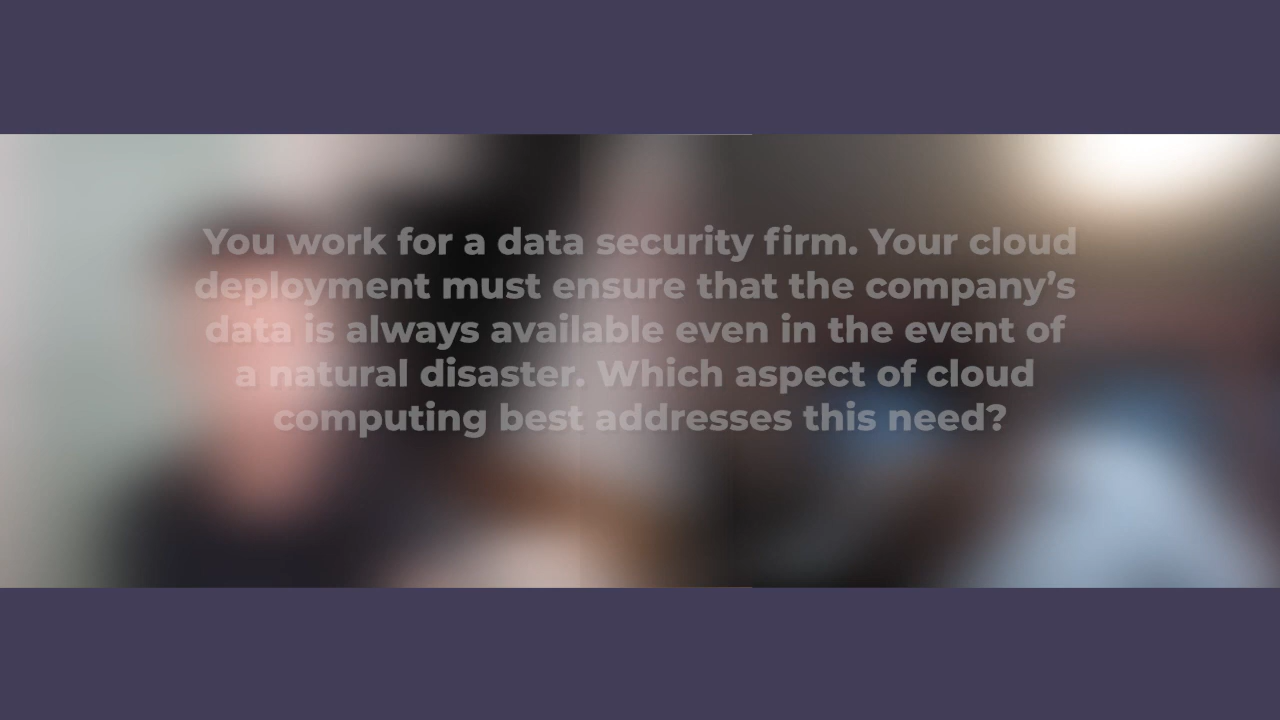 You work for a data security firm. Your cloud
deployment must ensure that the company’s
data is always available even in the event of
a natural disaster. Which aspect of cloud
computing best addresses this need?